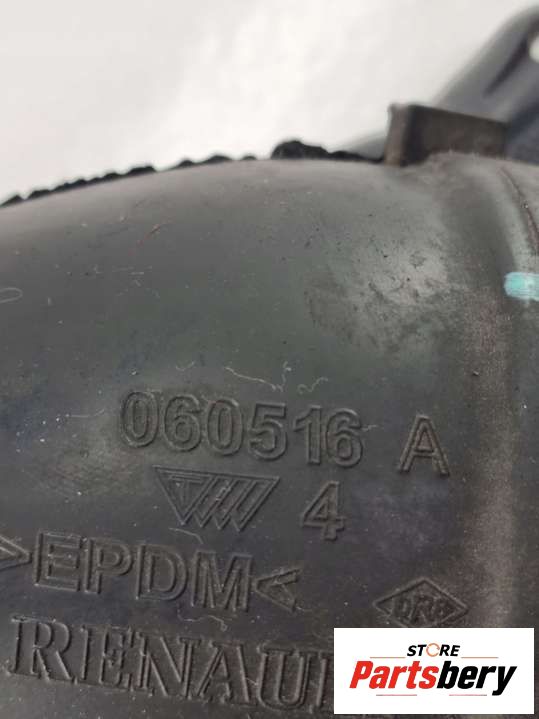 060516 A
4
>EPDM<
RENAU
STORE
Partsbery